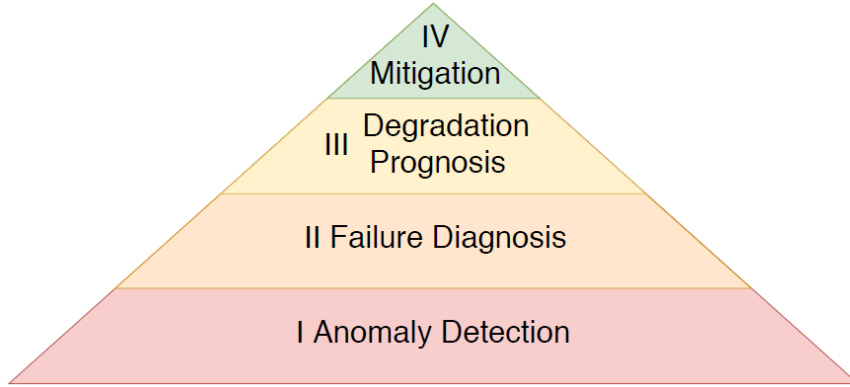 IV
Mitigation
III Degradation
Prognosis
II Failure Diagnosis
I Anomaly Detection